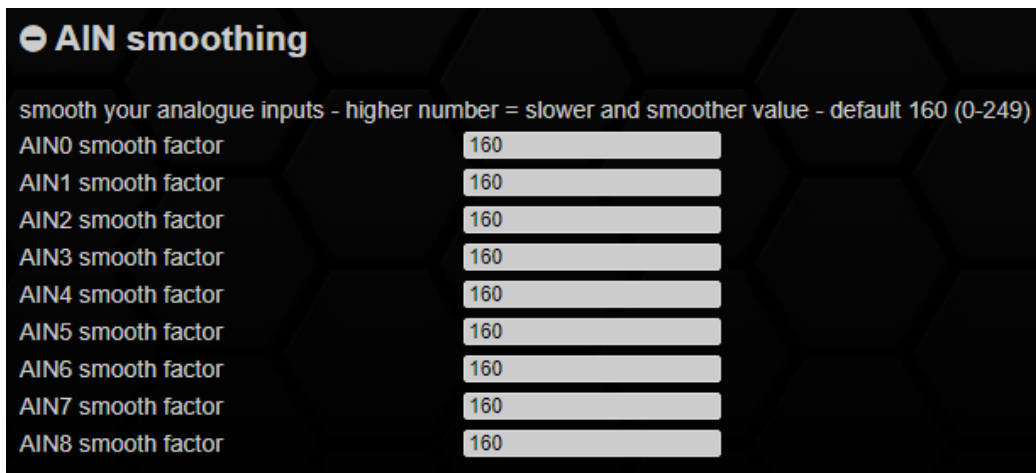 AIN smoothing
smooth your analogue inputs - higher number = slower and smoother value - default 160 (0-249)
AIN0 smooth factor 160
AIN1 smooth factor 160
AIN2 smooth factor 160
AIN3 smooth factor 160
AIN4 smooth factor 160
AIN5 smooth factor 160
AIN6 smooth factor 160
AIN7 smooth factor 160
AIN8 smooth factor 160